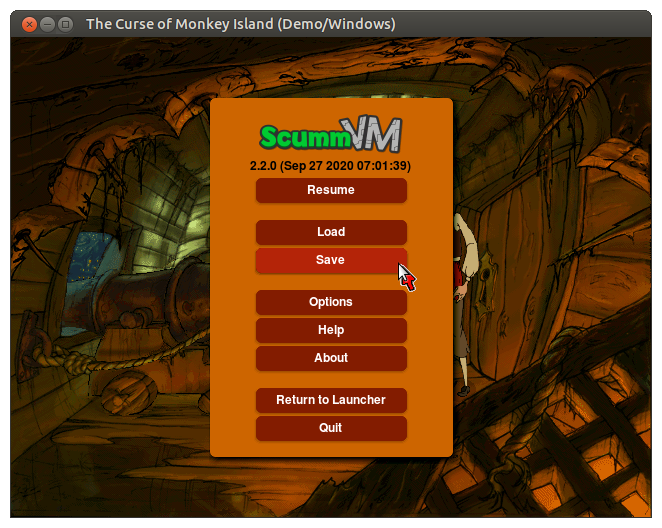 The Curse of Monkey Island (Demo/Windows)
ScummVM
2.2.0 (Sep 27 2020 07:01:39)
Resume
Load
Save
Options
Help
About
Return to Launcher
Quit